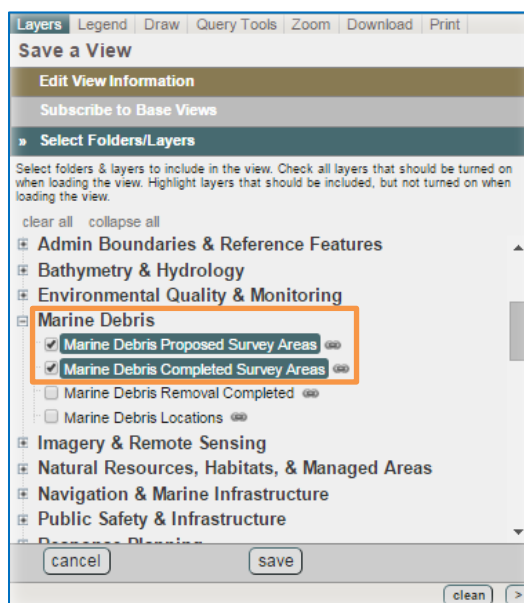 Layers Legend Draw Query Tools Zoom Download Print
Save a View
Edit View Information
Subscribe to Base Views
» Select Folders/Layers
Select folders & layers to include in the view. Check all layers that should be turned on
when loading the view. Highlight layers that should be included, but not turned on when
loading the view.
clear all collapse all
Admin Boundaries & Reference Features
Bathymetry & Hydrology
Environmental Quality & Monitoring
Marine Debris
Marine Debris Proposed Survey Areas
Marine Debris Completed Survey Areas
Marine Debris Removal Completed
Marine Debris Locations
Imagery & Remote Sensing
Natural Resources, Habitats, & Managed Areas
Navigation & Marine Infrastructure
Public Safety & Infrastructure
Response Planning
cancel save
clean >